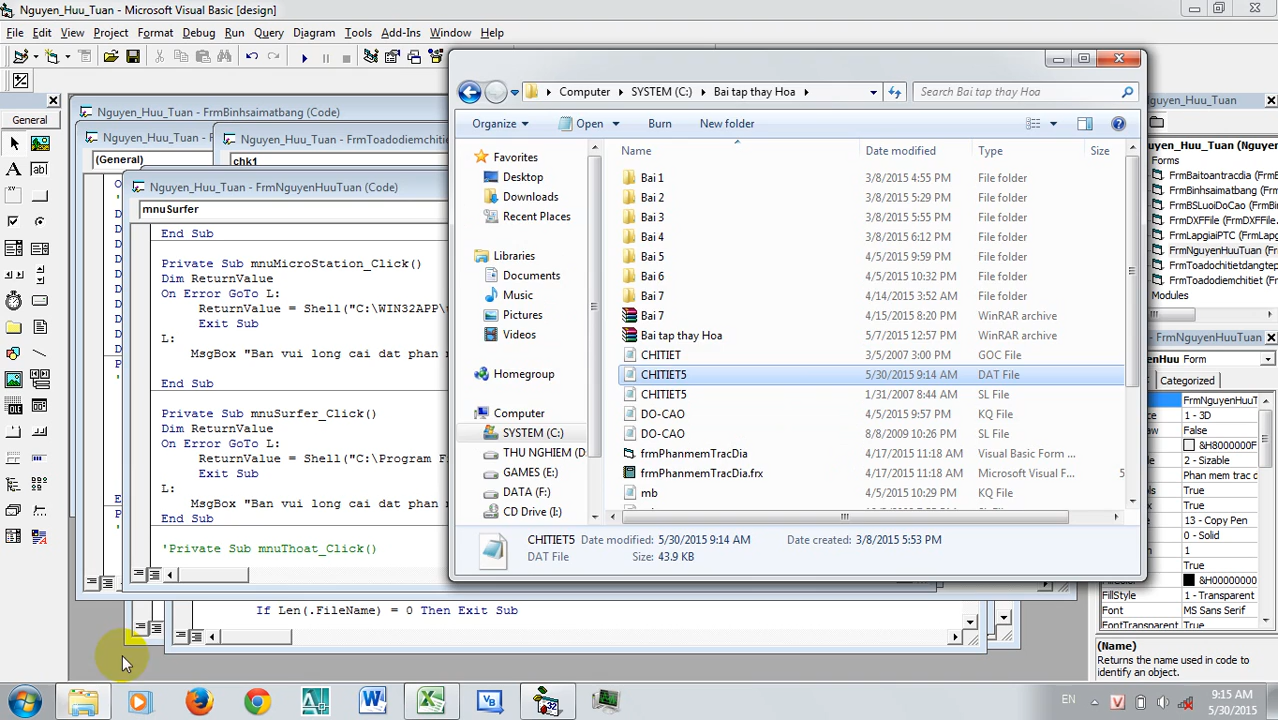 Nguyen_Huu_Tuan - Microsoft Visual Basic [design]
File Edit View Project Format Debug Run Query Diagram Tools Add-Ins Window Help
General
Nguyen_Huu_Tuan - FrmBinhsaimatbang (Code)
Nguyen_Huu_Tuan - F
Nguyen_Huu_Tuan - FrmToadodiemchitie
(General)
chk1
Nguyen_Huu_Tuan - FrmNguyenHuuTuan (Code)
mnuSurfer
End Sub
Private Sub mnuMicroStation_Click()
Dim ReturnValue
On Error GoTo L:
ReturnValue = Shell("C:\WIN32APP\
Exit Sub
L:
MsgBox "Ban vui long cai dat phan m
End Sub
Private Sub mnuSurfer_Click()
Dim ReturnValue
On Error GoTo L:
ReturnValue = Shell("C:\Program F
Exit Sub
L:
MsgBox "Ban vui long cai dat phan m
End Sub
'Private Sub mnuThoat_Click()
If Len(.FileName) = 0 Then Exit Sub
Computer SYSTEM (C:) Bai tap thay Hoa
Search Bai tap thay Hoa
Organize Open Burn New folder
Favorites
Desktop
Downloads
Recent Places
Libraries
Documents
Music
Pictures
Videos
Homegroup
Computer
SYSTEM (C:)
THU NGHIEM (D
GAMES (E:)
DATA (F:)
CD Drive (I:)
Name Date modified Type Size
Bai 1 3/8/2015 4:55 PM File folder
Bai 2 3/8/2015 5:29 PM File folder
Bai 3 3/8/2015 5:55 PM File folder
Bai 4 3/8/2015 6:12 PM File folder
Bai 5 4/5/2015 9:59 PM File folder
Bai 6 4/5/2015 10:32 PM File folder
Bai 7 4/14/2015 3:52 AM File folder
Bai 7 4/15/2015 8:20 PM WinRAR archive
Bai tap thay Hoa 5/7/2015 12:57 PM WinRAR archive
CHITIET 3/5/2007 3:00 PM GOC File
CHITIET5 5/30/2015 9:14 AM DAT File
CHITIET5 1/31/2007 8:44 AM SL File
DO-CAO 4/5/2015 9:57 PM KQ File
DO-CAO 8/8/2009 10:26 PM SL File
frmPhanmemTracDia 4/17/2015 11:18 AM Visual Basic Form ...
frmPhanmemTracDia.frx 4/17/2015 11:18 AM Microsoft Visual F... 5
mb 4/5/2015 10:29 PM KQ File
CHITIET5 Date modified: 5/30/2015 9:14 AM Date created: 3/8/2015 5:53 PM
DAT File Size: 43.9 KB
Nguyen_Huu_Tuan
Nguyen_Huu_Tuan (Nguyer
Forms
FrmBaitoantracdia (
FrmBinhsaimatbang
FrmBSLuoiDoCao (F
FrmDXFFile (FrmDX
FrmLapgiaiPTC (Fr
FrmNguyenHuuTuan (
FrmToadochitietdangtep
FrmToadochitiet (
Modules
- FrmNguyenHuuT
nHuu Form
Categorized
FrmNguyenHuuT
1 - 3D
False
&H8000000F
2 - Sizable
Phan mem trac d
True
True
13 - Copy Pen
0 - Solid
1
True
&H00000000
FillStyle 1 - Transparent
Font MS Sans Serif
FontTransparent True
(Name)
Returns the name used in code to identify an object.
EN
9:15 AM
5/30/2015